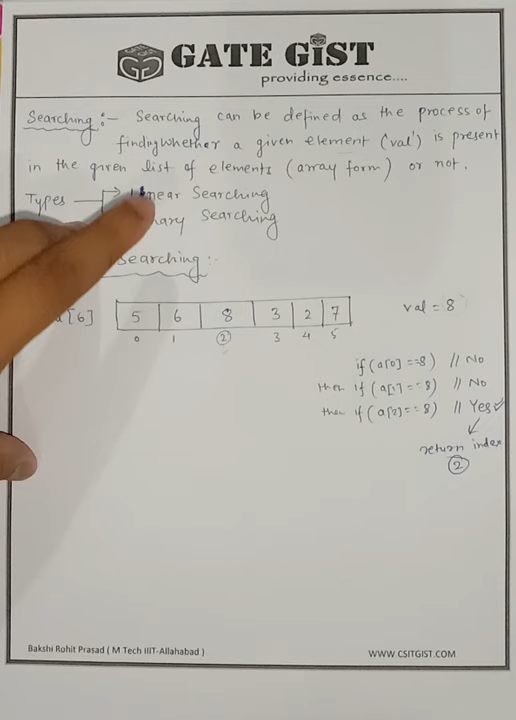 GATE GiST
providing essence....
Searching :- Searching can be defined as the process of
finding whether a given element ('val') is present
in the given list of elements (array form) or not.
Types Linear Searching
Searching
Searching :-
[6] 5 6 8 3 2 7 val = 8
0 1 2 3 4 5
if (a[0] == 8) // No
then if (a[1] == 8) // No
then if (a[2] == 8) // Yes ✓
return index
2
Bakshi Rohit Prasad ( M Tech IIIT-Allahabad ) WWW.CSITGIST.COM